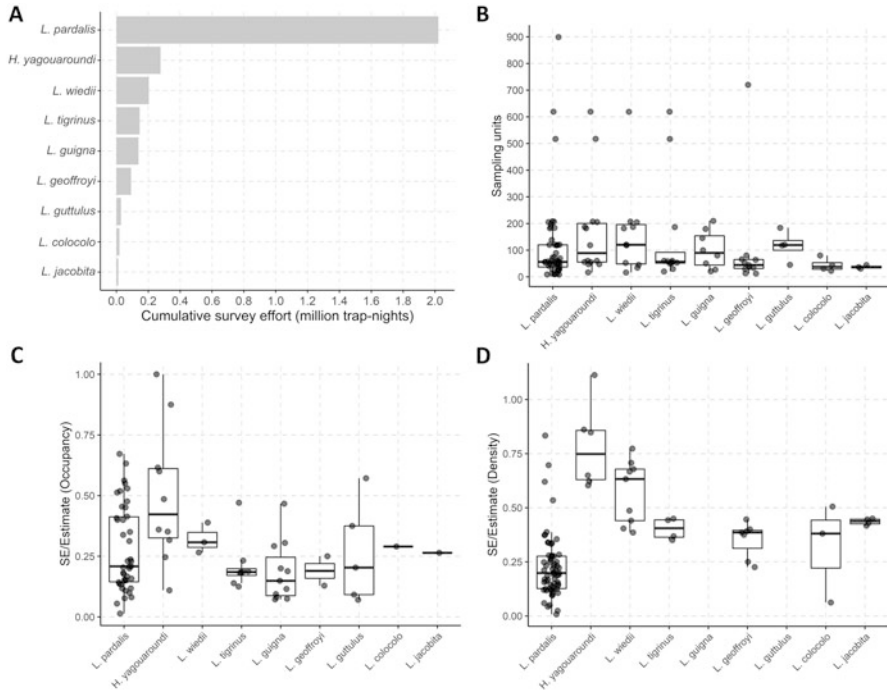 A
L. pardalis
H. yagouaroundi
L. wiedii
L. tigrinus
L. guigna
L. geoffroyi
L. guttulus
L. colocolo
L. jacobita
0.0 0.2 0.4 0.6 0.8 1.0 1.2 1.4 1.6 1.8 2.0
Cumulative survey effort (million trap-nights)
B
Sampling units
900
800
700
600
500
400
300
200
100
0
L. pardalis
H. yagouaroundi
L. wiedii
L. tigrinus
L. guigna
L. geoffroyi
L. guttulus
L. colocolo
L. jacobita
C
SE/Estimate (Occupancy)
1.00
0.75
0.50
0.25
0.00
L. pardalis
H. yagouaroundi
L. wiedii
L. tigrinus
L. guigna
L. geoffroyi
L. guttulus
L. colocolo
L. jacobita
D
SE/Estimate (Density)
1.00
0.75
0.50
0.25
0.00
L. pardalis
H. yagouaroundi
L. wiedii
L. tigrinus
L. guigna
L. geoffroyi
L. guttulus
L. colocolo
L. jacobita